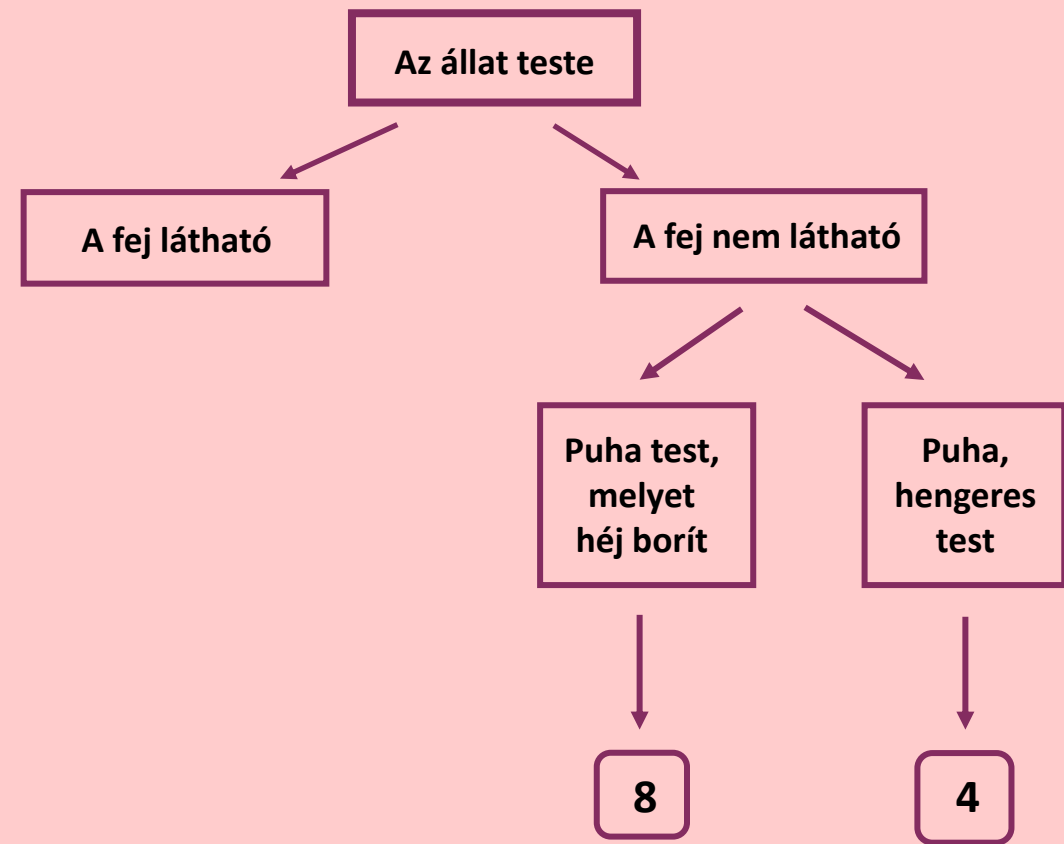 Az állat teste
A fej látható
A fej nem látható
Puha test,
melyet
héj borít
Puha,
hengeres
test
8
4